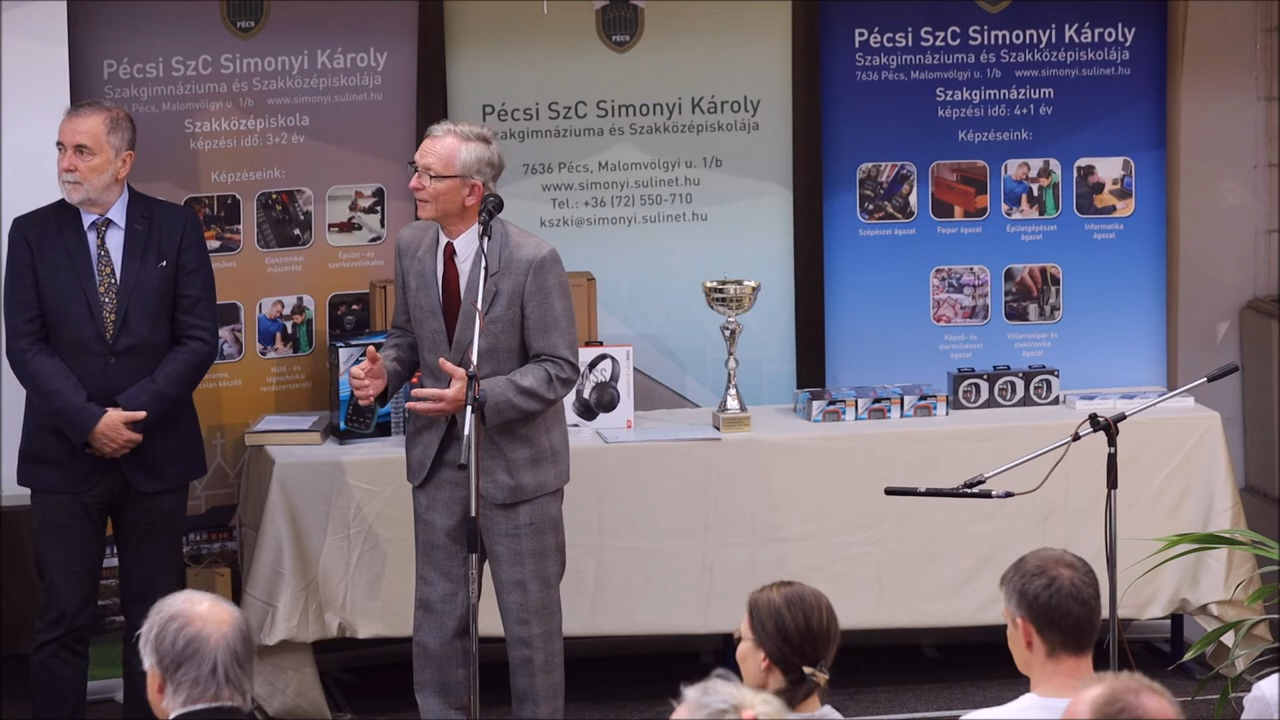 PÉCS
Pécsi SzC Simonyi Károly
Szakgimnáziuma és Szakközépiskolája
Pécs, Malomvölgyi u. 1/b www.simonyi.sulinet.hu
Szakközépiskola
képzési idő: 3+2 év
Képzéseink:
Elektronikai
műszerész
Épület - és
szerkezetlakatos
Hűtő - és
légtechnikai
rendszerszerelő
PÉCS
Pécsi SzC Simonyi Károly
Szakgimnáziuma és Szakközépiskolája
7636 Pécs, Malomvölgyi u. 1/b
www.simonyi.sulinet.hu
Tel.: +36 (72) 550-710
kszki@simonyi.sulinet.hu
Pécsi SzC Simonyi Károly
Szakgimnáziuma és Szakközépiskolája
7636 Pécs, Malomvölgyi u. 1/b www.simonyi.sulinet.hu
Szakgimnázium
képzési idő: 4+1 év
Képzéseink:
Szépészet ágazat
Faipar ágazat
Épületgépészet
ágazat
Informatika
ágazat
Képző- és
iparművészet
ágazat
Villamosipar és
elektronika
ágazat